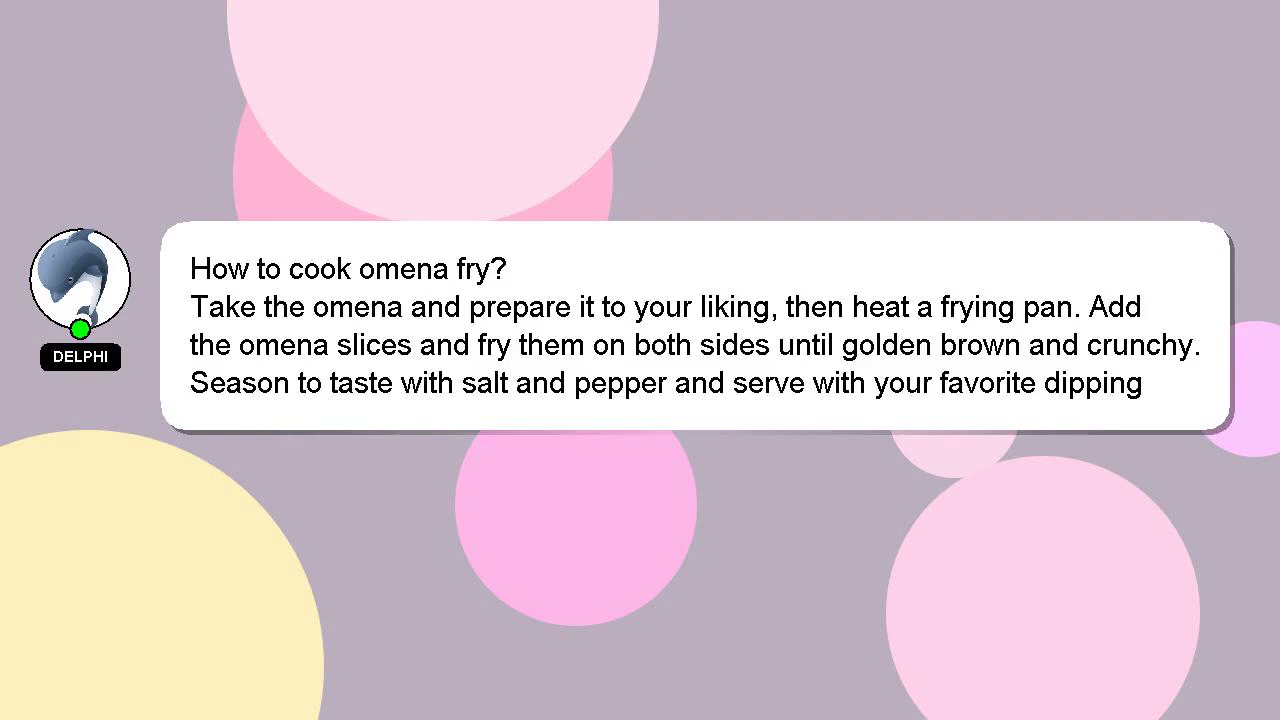 How to cook omena fry?
Take the omena and prepare it to your liking, then heat a frying pan. Add
the omena slices and fry them on both sides until golden brown and crunchy.
Season to taste with salt and pepper and serve with your favorite dipping
DELPHI